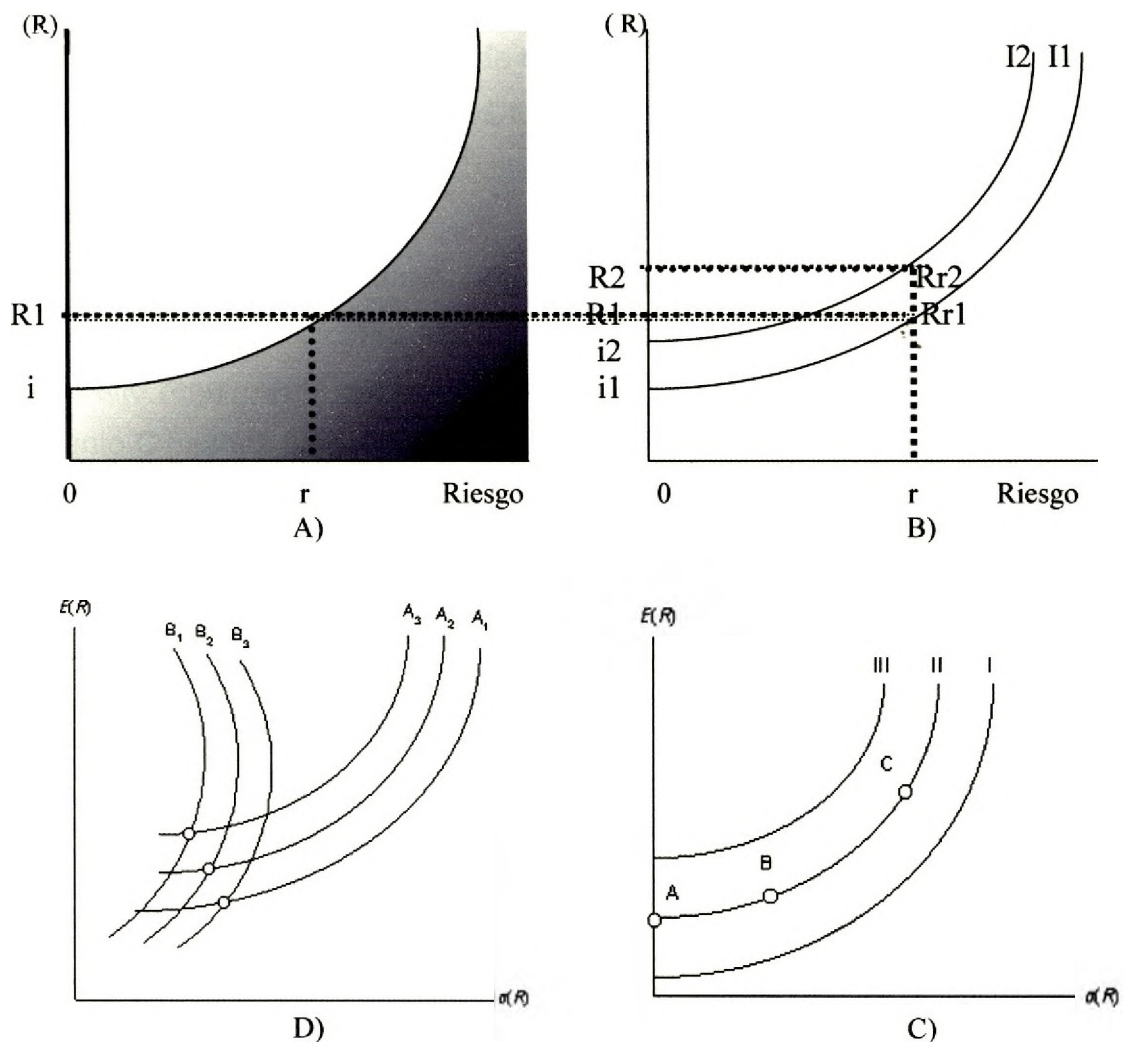 (R)
R1
i
0 r Riesgo
A)
( R)
I2 I1
R2 Rr2
R1 Rr1
i2
i1
0 r Riesgo
B)
E(R)
B1 B2 B3 A3 A2 A1
σ(R)
D)
E(R)
III II I
C
B
A
σ(R)
C)